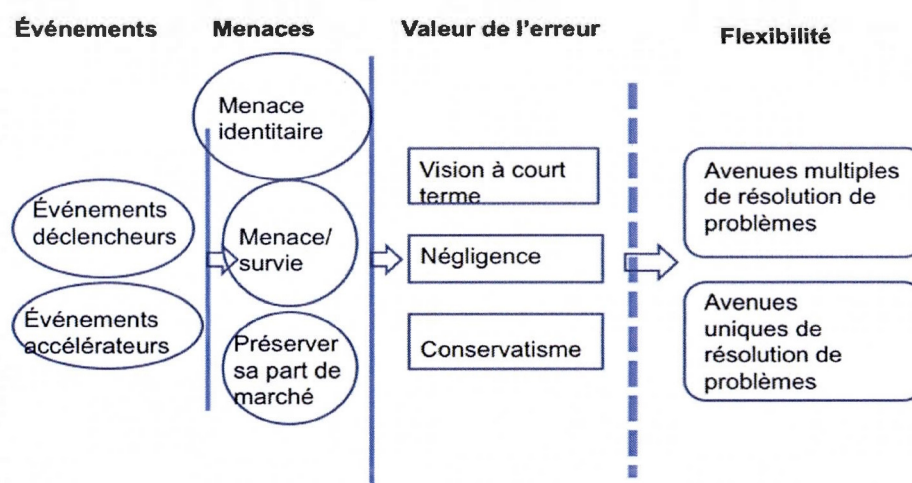 Événements
Menaces
Valeur de l'erreur
Flexibilité
Événements
déclencheurs
Événements
accélérateurs
Menace
identitaire
Menace/
survie
Préserver
sa part de
marché
Vision à court
terme
Négligence
Conservatisme
Avenues multiples
de résolution de
problèmes
Avenues
uniques de
résolution de
problèmes